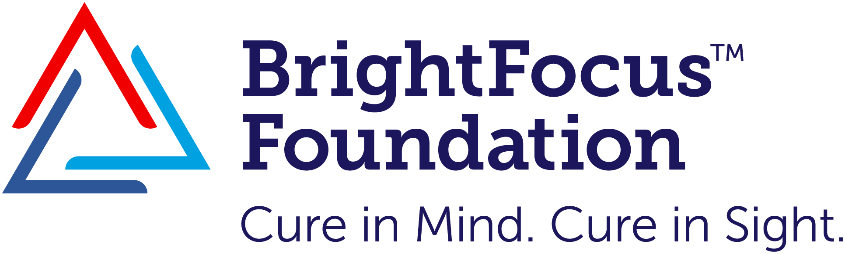 BrightFocus™
Foundation
Cure in Mind. Cure in Sight.